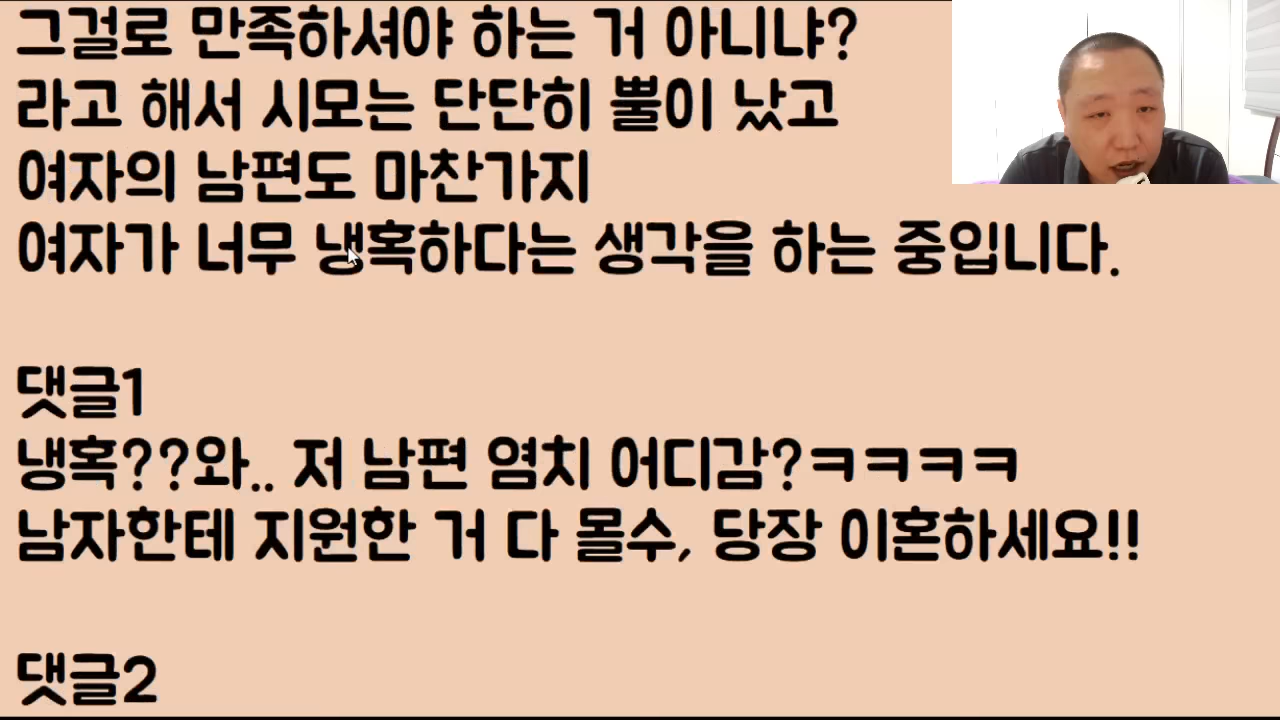 그걸로 만족하셔야 하는 거 아니냐?
라고 해서 시모는 단단히 뿔이 났고
여자의 남편도 마찬가지
여자가 너무 냉혹하다는 생각을 하는 중입니다.
댓글1
냉혹??와.. 저 남편 염치 어디감?ㅋㅋㅋㅋ
남자한테 지원한 거 다 몰수, 당장 이혼하세요!!
댓글2